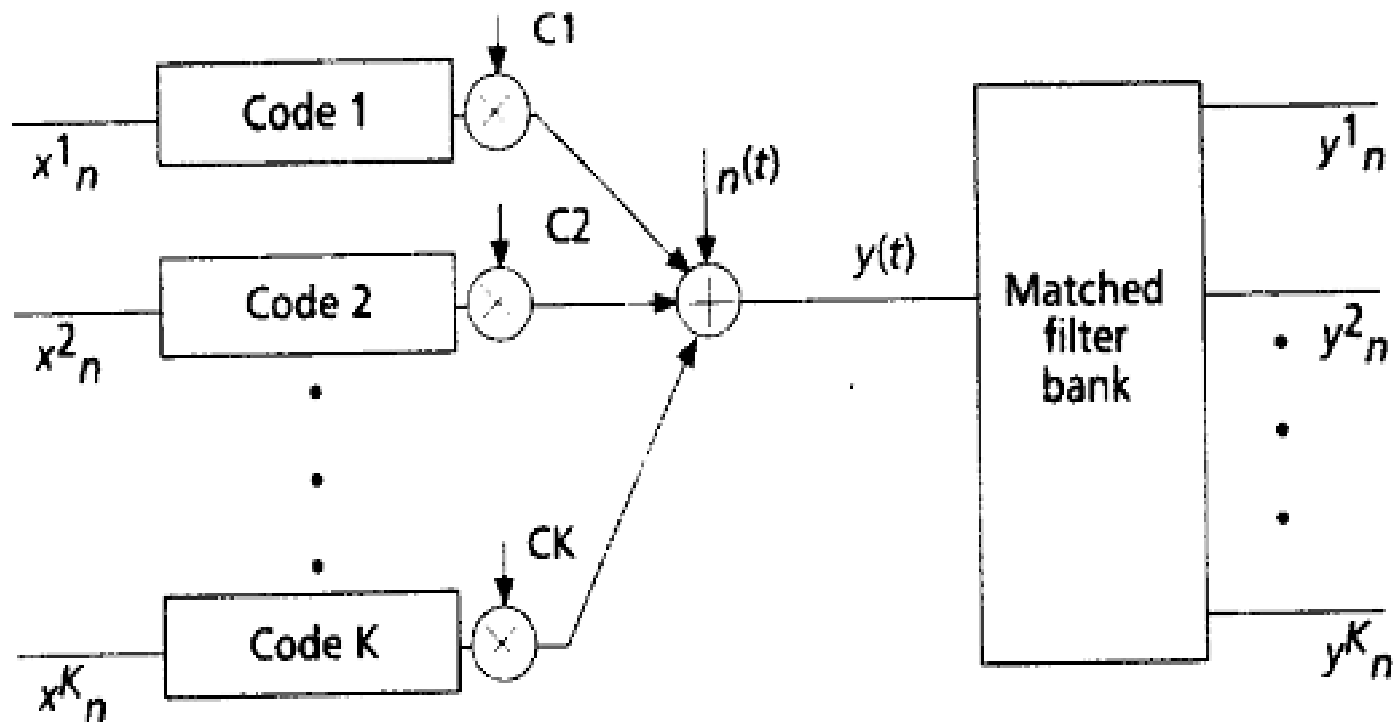 C1
Code 1
x¹n
n(t)
C2
Code 2
x²n
y(t)
CK
Code K
xᴷn
Matched
filter
bank
y¹n
y²n
yᴷn